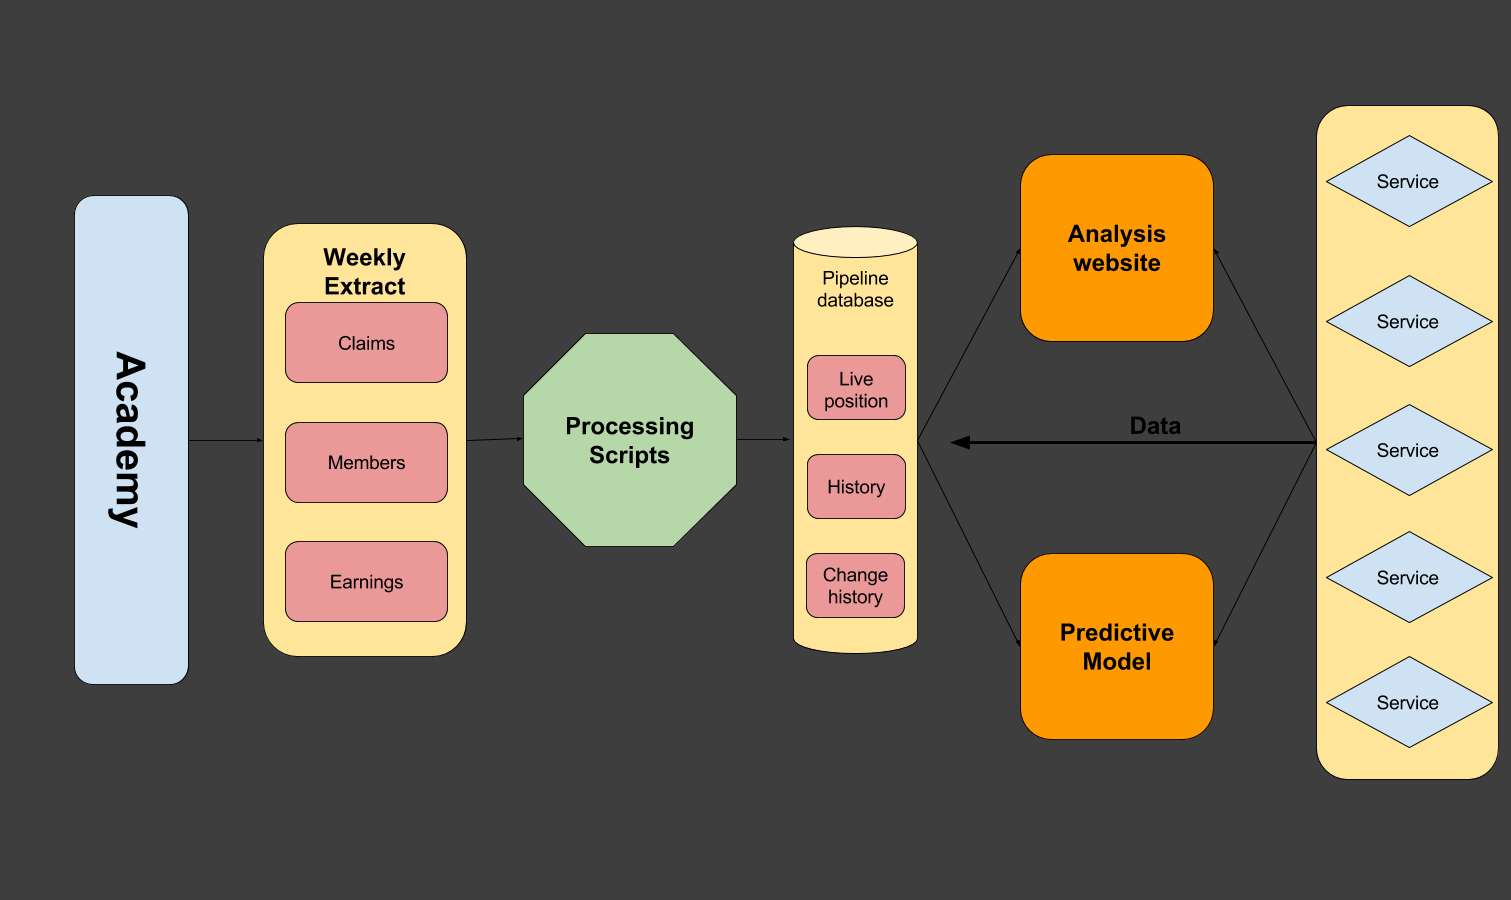 Academy
Weekly
Extract
Claims
Members
Earnings
Processing
Scripts
Pipeline
database
Live
position
History
Change
history
Analysis
website
Data
Predictive
Model
Service
Service
Service
Service
Service